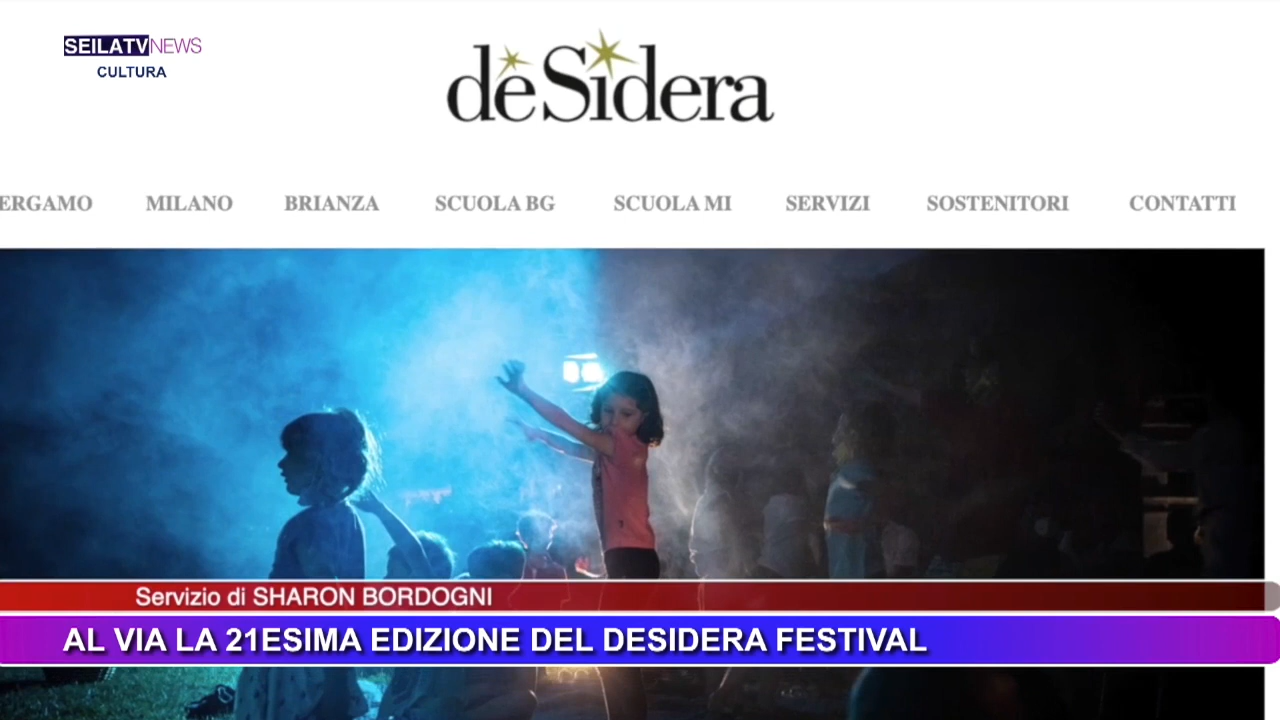 SEILATVNEWS
CULTURA
deSidera
ERGAMO MILANO BRIANZA SCUOLA BG SCUOLA MI SERVIZI SOSTENITORI CONTATTI
Servizio di SHARON BORDOGNI
AL VIA LA 21ESIMA EDIZIONE DEL DESIDERA FESTIVAL